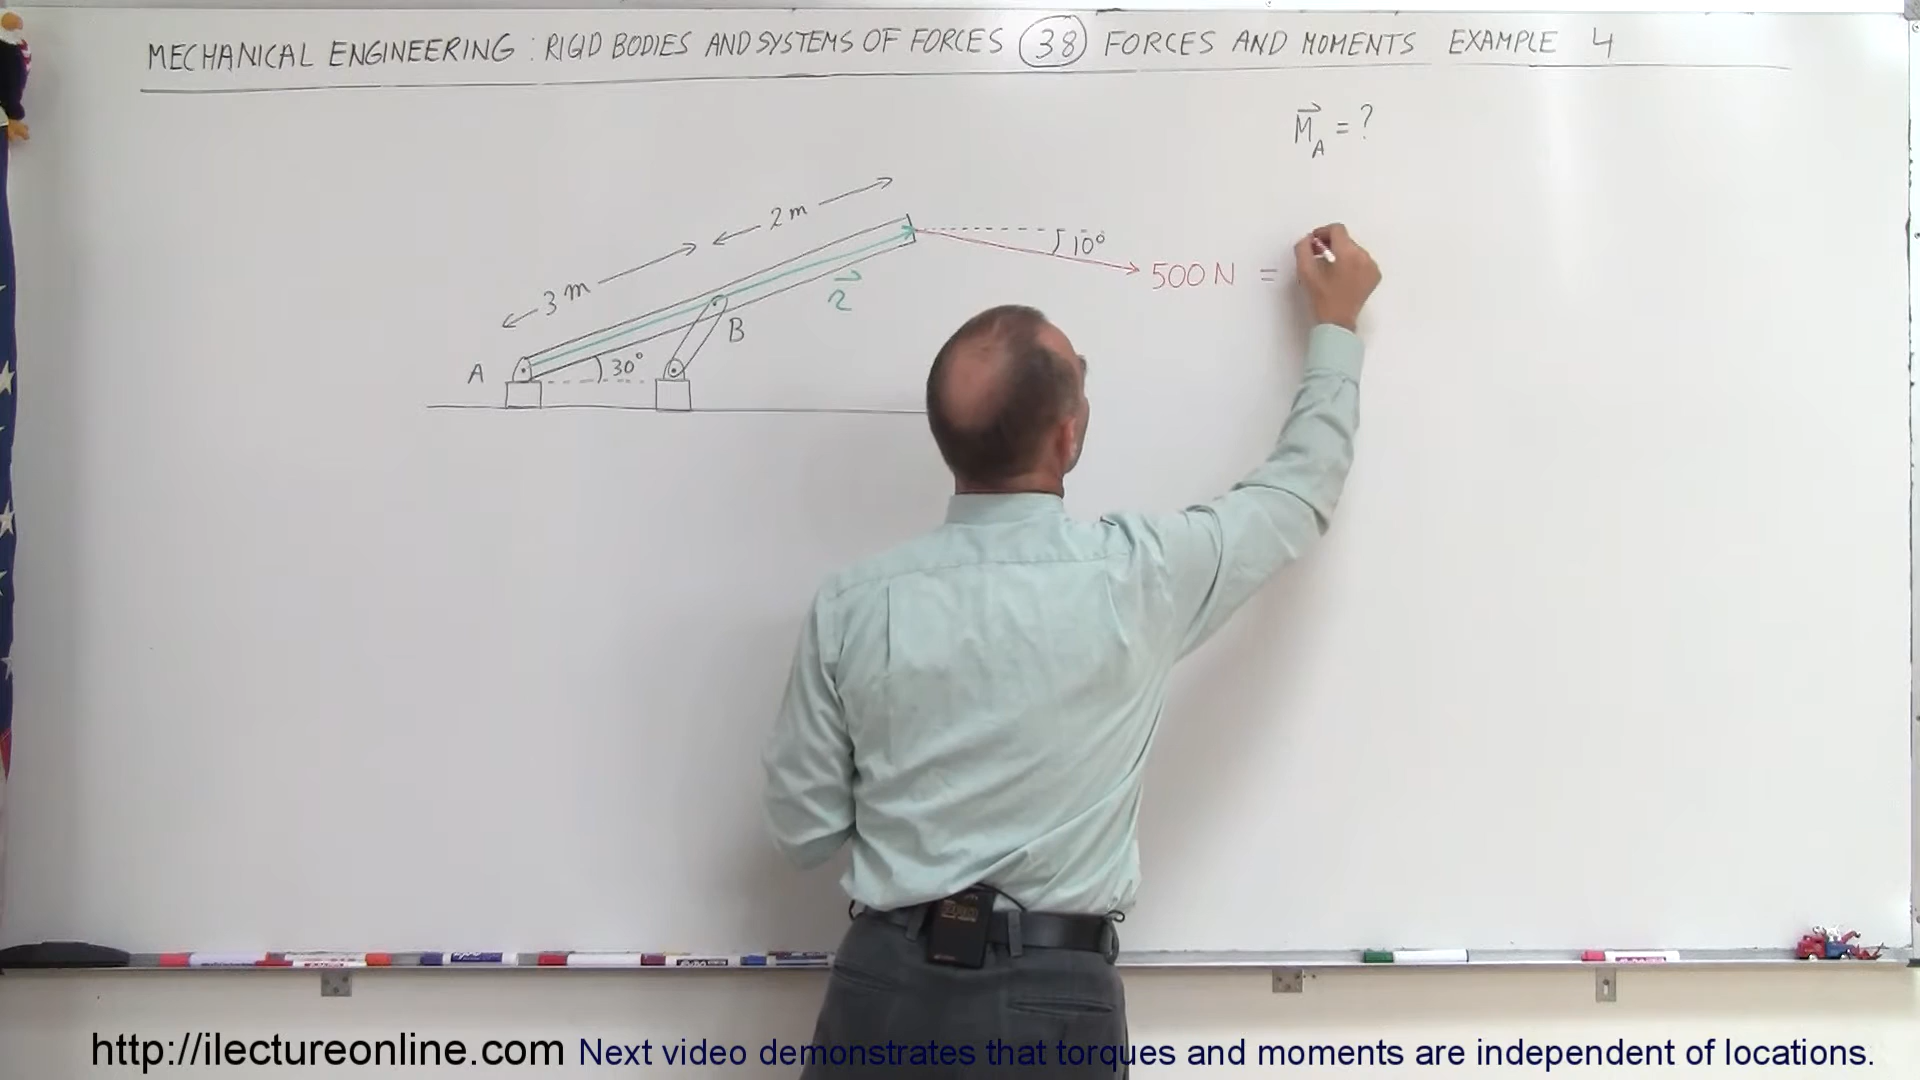 MECHANICAL ENGINEERING : RIGID BODIES AND SYSTEMS OF FORCES 38 FORCES AND MOMENTS EXAMPLE 4
M_A = ?
2 m
3 m
10°
500 N =
r
B
30°
A
http://ilectureonline.com Next video demonstrates that torques and moments are independent of locations.